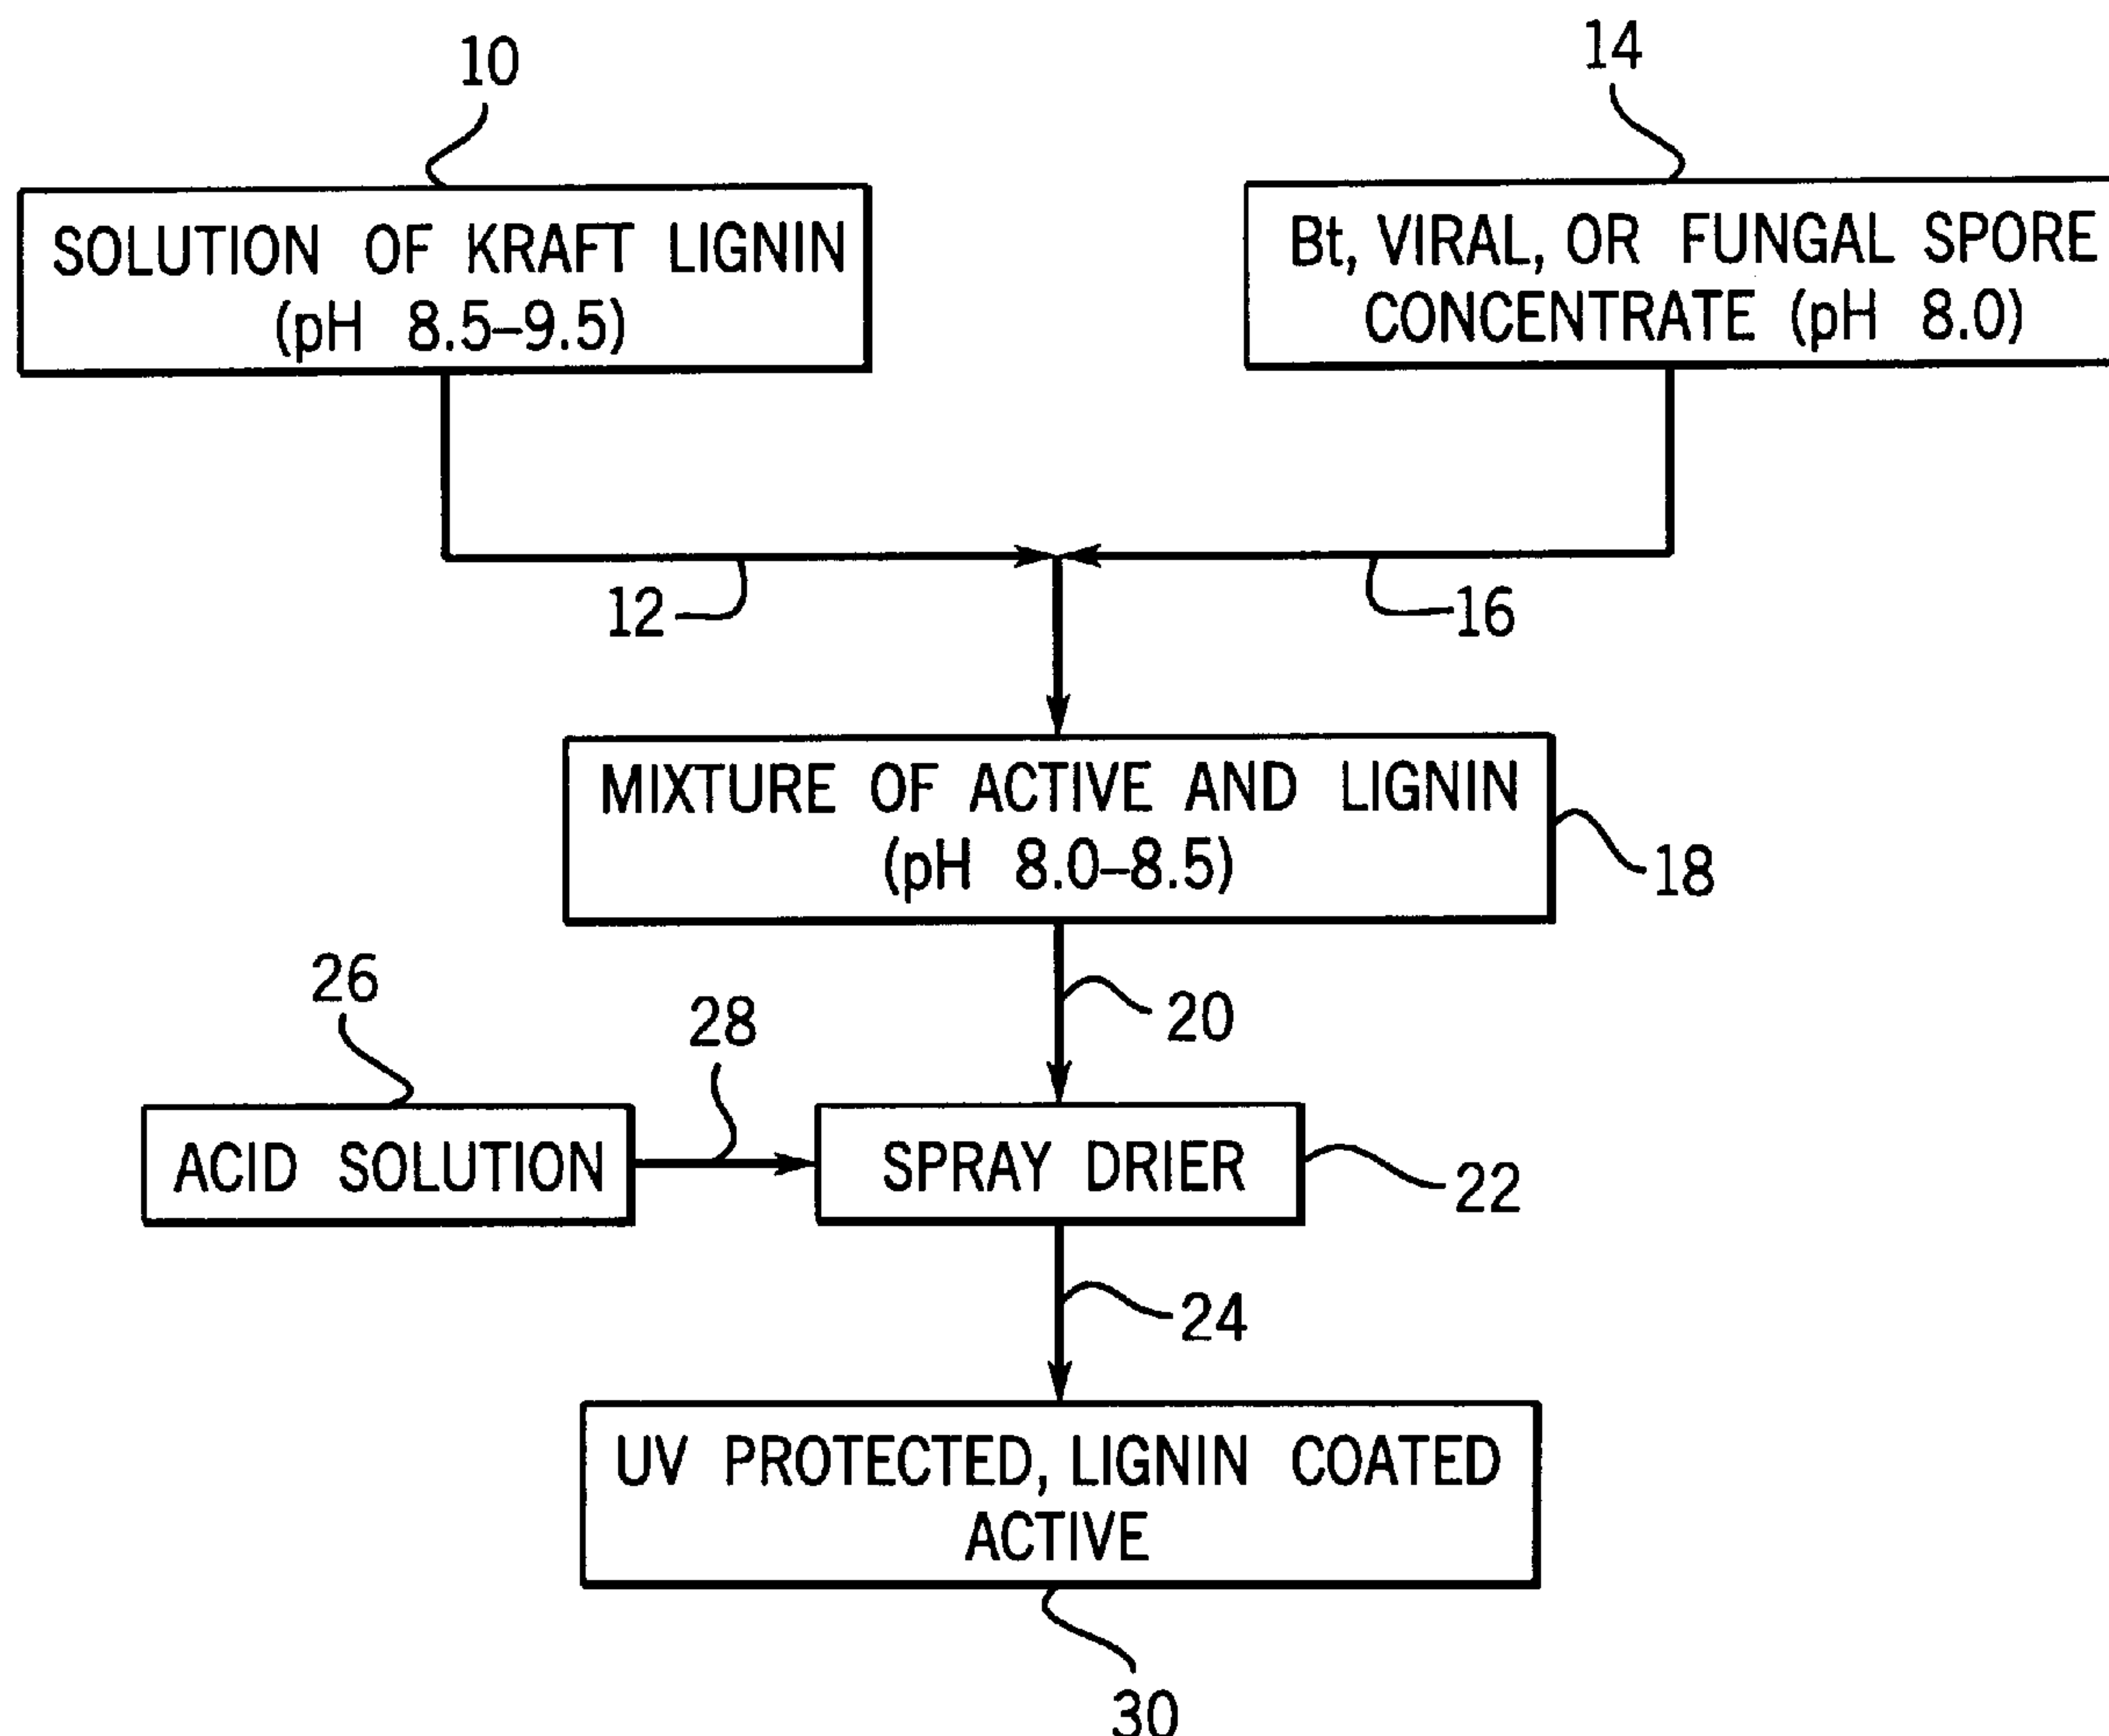 10
14
SOLUTION OF KRAFT LIGNIN
(pH 8.5–9.5)
Bt, VIRAL, OR FUNGAL SPORE
CONCENTRATE (pH 8.0)
12
16
MIXTURE OF ACTIVE AND LIGNIN
(pH 8.0–8.5)
18
26
28
20
ACID SOLUTION
SPRAY DRIER
22
24
UV PROTECTED, LIGNIN COATED
ACTIVE
30